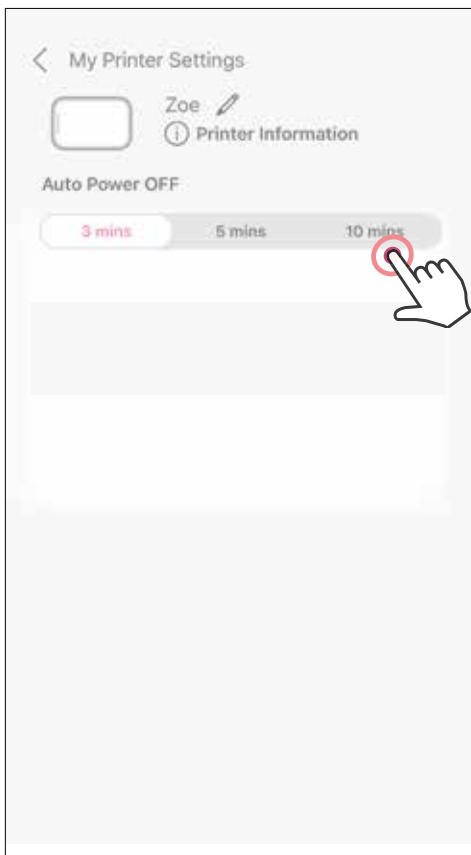 My Printer Settings
Zoe
Printer Information
Auto Power OFF
3 mins 5 mins 10 mins